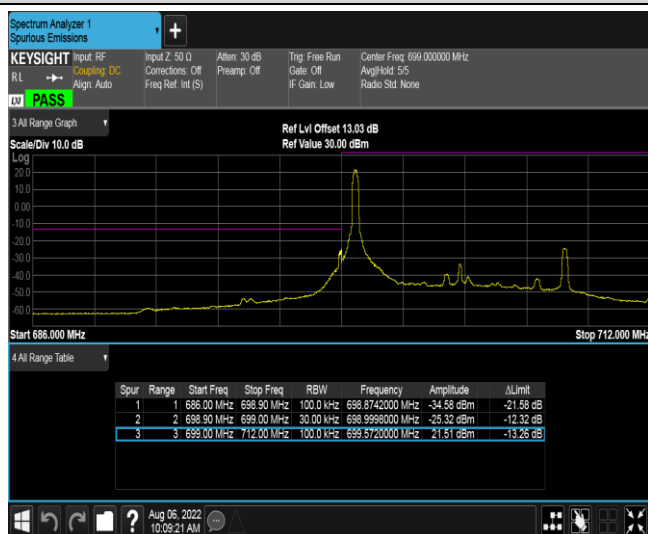 Spectrum Analyzer 1
Spurious Emissions
+
KEYSIGHT Input: RF Input Z: 50 Ω Atten: 30 dB Trig: Free Run Center Freq: 699.000000 MHz
RL Coupling: DC Corrections: Off Preamp: Off Gate: Off Avg|Hold: 5/5
Align: Auto Freq Ref: Int (S) IF Gain: Low Radio Std: None
LXI PASS
3 All Range Graph
Ref Lvl Offset 13.03 dB
Scale/Div 10.0 dB Ref Value 30.00 dBm
Log
20.0
10.0
0.00
-10.0
-20.0
-30.0
-40.0
-50.0
-60.0
Start 686.000 MHz Stop 712.000 MHz
4 All Range Table
Spur Range Start Freq Stop Freq RBW Frequency Amplitude ΔLimit
1 1 686.00 MHz 698.90 MHz 100.0 kHz 698.8742000 MHz -34.58 dBm -21.58 dB
2 2 698.90 MHz 699.00 MHz 30.00 kHz 698.9998000 MHz -25.32 dBm -12.32 dB
3 3 699.00 MHz 712.00 MHz 100.0 kHz 699.5720000 MHz 21.51 dBm -13.26 dB
?
Aug 06, 2022
10:09:21 AM